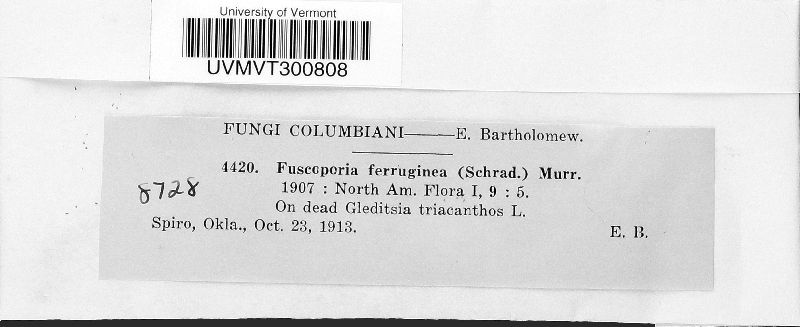 University of Vermont
UVMVT300808
FUNGI COLUMBIANI——E. Bartholomew.
4420. Fuscoporia ferruginea (Schrad.) Murr.
1907 : North Am. Flora I, 9 : 5.
8728
On dead Gleditsia triacanthos L.
Spiro, Okla., Oct. 23, 1913. E. B.